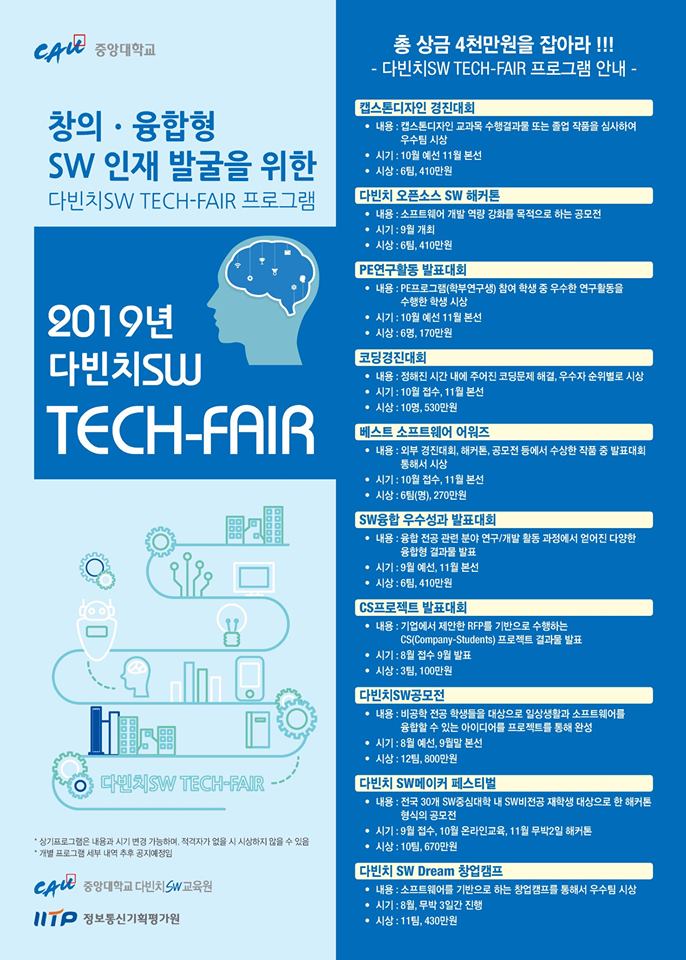 CAU 중앙대학교
창의 · 융합형
SW 인재 발굴을 위한
다빈치SW TECH-FAIR 프로그램
2019년
다빈치SW
TECH-FAIR
다빈치SW TECH-FAIR
* 상기프로그램은 내용과 시기 변경 가능하며, 적격자가 없을 시 시상하지 않을 수 있음
* 개별 프로그램 세부 내역 추후 공지예정임
CAU 중앙대학교 다빈치SW교육원
IITP 정보통신기획평가원
총 상금 4천만원을 잡아라 !!!
- 다빈치SW TECH-FAIR 프로그램 안내 -
캡스톤디자인 경진대회
• 내용 : 캡스톤디자인 교과목 수행결과물 또는 졸업 작품을 심사하여
우수팀 시상
• 시기 : 10월 예선 11월 본선
• 시상 : 6팀, 410만원
다빈치 오픈소스 SW 해커톤
• 내용 : 소프트웨어 개발 역량 강화를 목적으로 하는 공모전
• 시기 : 9월 개최
• 시상 : 6팀, 410만원
PE연구활동 발표대회
• 내용 : PE프로그램(학부연구생) 참여 학생 중 우수한 연구활동을
수행한 학생 시상
• 시기 : 10월 예선 11월 본선
• 시상 : 6명, 170만원
코딩경진대회
• 내용 : 정해진 시간 내에 주어진 코딩문제 해결, 우수자 순위별로 시상
• 시기 : 10월 접수, 11월 본선
• 시상 : 10명, 530만원
베스트 소프트웨어 어워즈
• 내용 : 외부 경진대회, 해커톤, 공모전 등에서 수상한 작품 중 발표대회
통해서 시상
• 시기 : 10월 접수, 11월 본선
• 시상 : 6팀(명), 270만원
SW융합 우수성과 발표대회
• 내용 : 융합 전공 관련 분야 연구/개발 활동 과정에서 얻어진 다양한
융합형 결과물 발표
• 시기 : 9월 예선, 11월 본선
• 시상 : 6팀, 410만원
CS프로젝트 발표대회
• 내용 : 기업에서 제안한 RFP를 기반으로 수행하는
CS(Company-Students) 프로젝트 결과물 발표
• 시기 : 8월 접수 9월 발표
• 시상 : 3팀, 100만원
다빈치SW공모전
• 내용 : 비공학 전공 학생들을 대상으로 일상생활과 소프트웨어를
융합할 수 있는 아이디어를 프로젝트를 통해 완성
• 시기 : 8월 예선, 9월말 본선
• 시상 : 12팀, 800만원
다빈치 SW메이커 페스티벌
• 내용 : 전국 30개 SW중심대학 내 SW비전공 재학생 대상으로 한 해커톤
형식의 공모전
• 시기 : 9월 접수, 10월 온라인교육, 11월 무박2일 해커톤
• 시상 : 10팀, 670만원
다빈치 SW Dream 창업캠프
• 내용 : 소프트웨어를 기반으로 하는 창업캠프를 통해서 우수팀 시상
• 시기 : 8월, 무박 3일간 진행
• 시상 : 11팀, 430만원